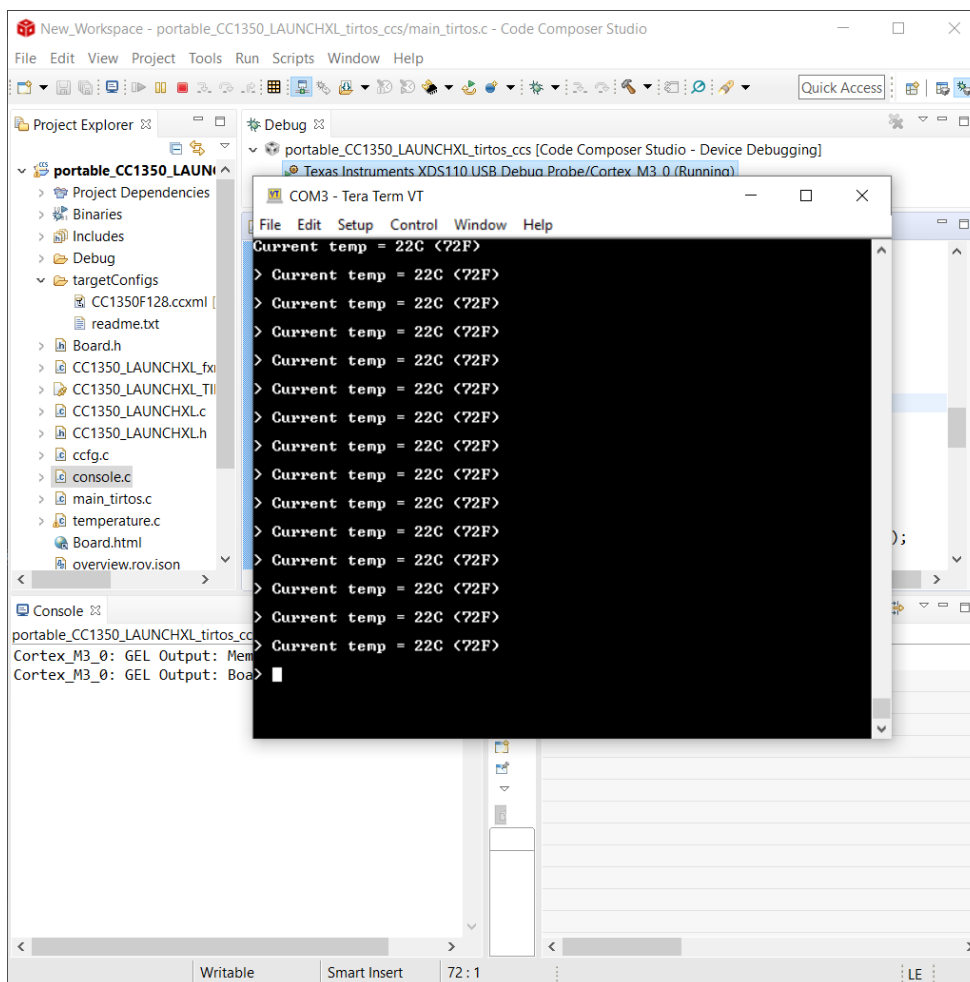 New_Workspace - portable_CC1350_LAUNCHXL_tirtos_ccs/main_tirtos.c - Code Composer Studio
File Edit View Project Tools Run Scripts Window Help
Quick Access
Project Explorer
portable_CC1350_LAUN
Project Dependencies
Binaries
Includes
Debug
targetConfigs
CC1350F128.ccxml [
readme.txt
Board.h
CC1350_LAUNCHXL_fx
CC1350_LAUNCHXL_TI
CC1350_LAUNCHXL.c
CC1350_LAUNCHXL.h
ccfg.c
console.c
main_tirtos.c
temperature.c
Board.html
overview.rov.json
Debug
portable_CC1350_LAUNCHXL_tirtos_ccs [Code Composer Studio - Device Debugging]
Texas Instruments XDS110 USB Debug Probe/Cortex_M3_0 (Running)
COM3 - Tera Term VT
File Edit Setup Control Window Help
Current temp = 22C (72F)
> Current temp = 22C (72F)
> Current temp = 22C (72F)
> Current temp = 22C (72F)
> Current temp = 22C (72F)
> Current temp = 22C (72F)
> Current temp = 22C (72F)
> Current temp = 22C (72F)
> Current temp = 22C (72F)
> Current temp = 22C (72F)
> Current temp = 22C (72F)
> Current temp = 22C (72F)
> Current temp = 22C (72F)
> Current temp = 22C (72F)
> Current temp = 22C (72F)
>
);
Console
portable_CC1350_LAUNCHXL_tirtos_cc
Cortex_M3_0: GEL Output: Mem
Cortex_M3_0: GEL Output: Boa
Writable Smart Insert 72 : 1 LE